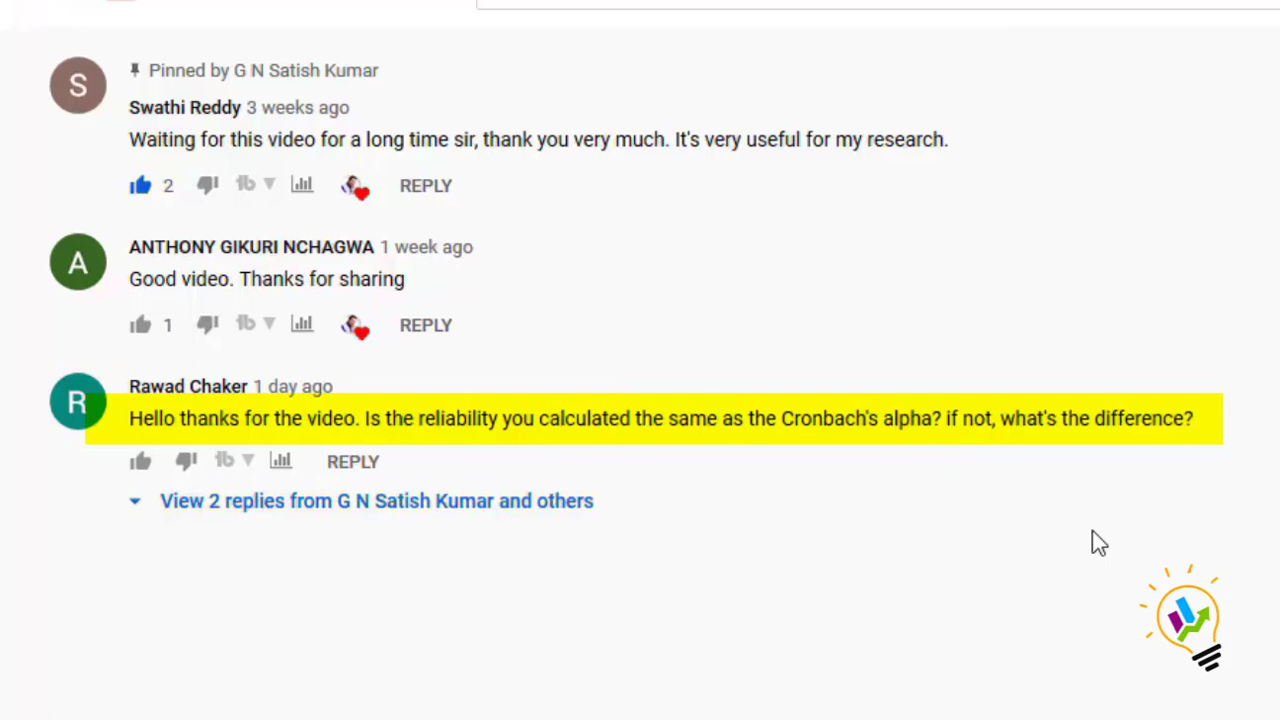 S
Pinned by G N Satish Kumar
Swathi Reddy 3 weeks ago
Waiting for this video for a long time sir, thank you very much. It's very useful for my research.
2 tb REPLY
A
ANTHONY GIKURI NCHAGWA 1 week ago
Good video. Thanks for sharing
1 tb REPLY
R
Rawad Chaker 1 day ago
Hello thanks for the video. Is the reliability you calculated the same as the Cronbach's alpha? if not, what's the difference?
tb REPLY
View 2 replies from G N Satish Kumar and others